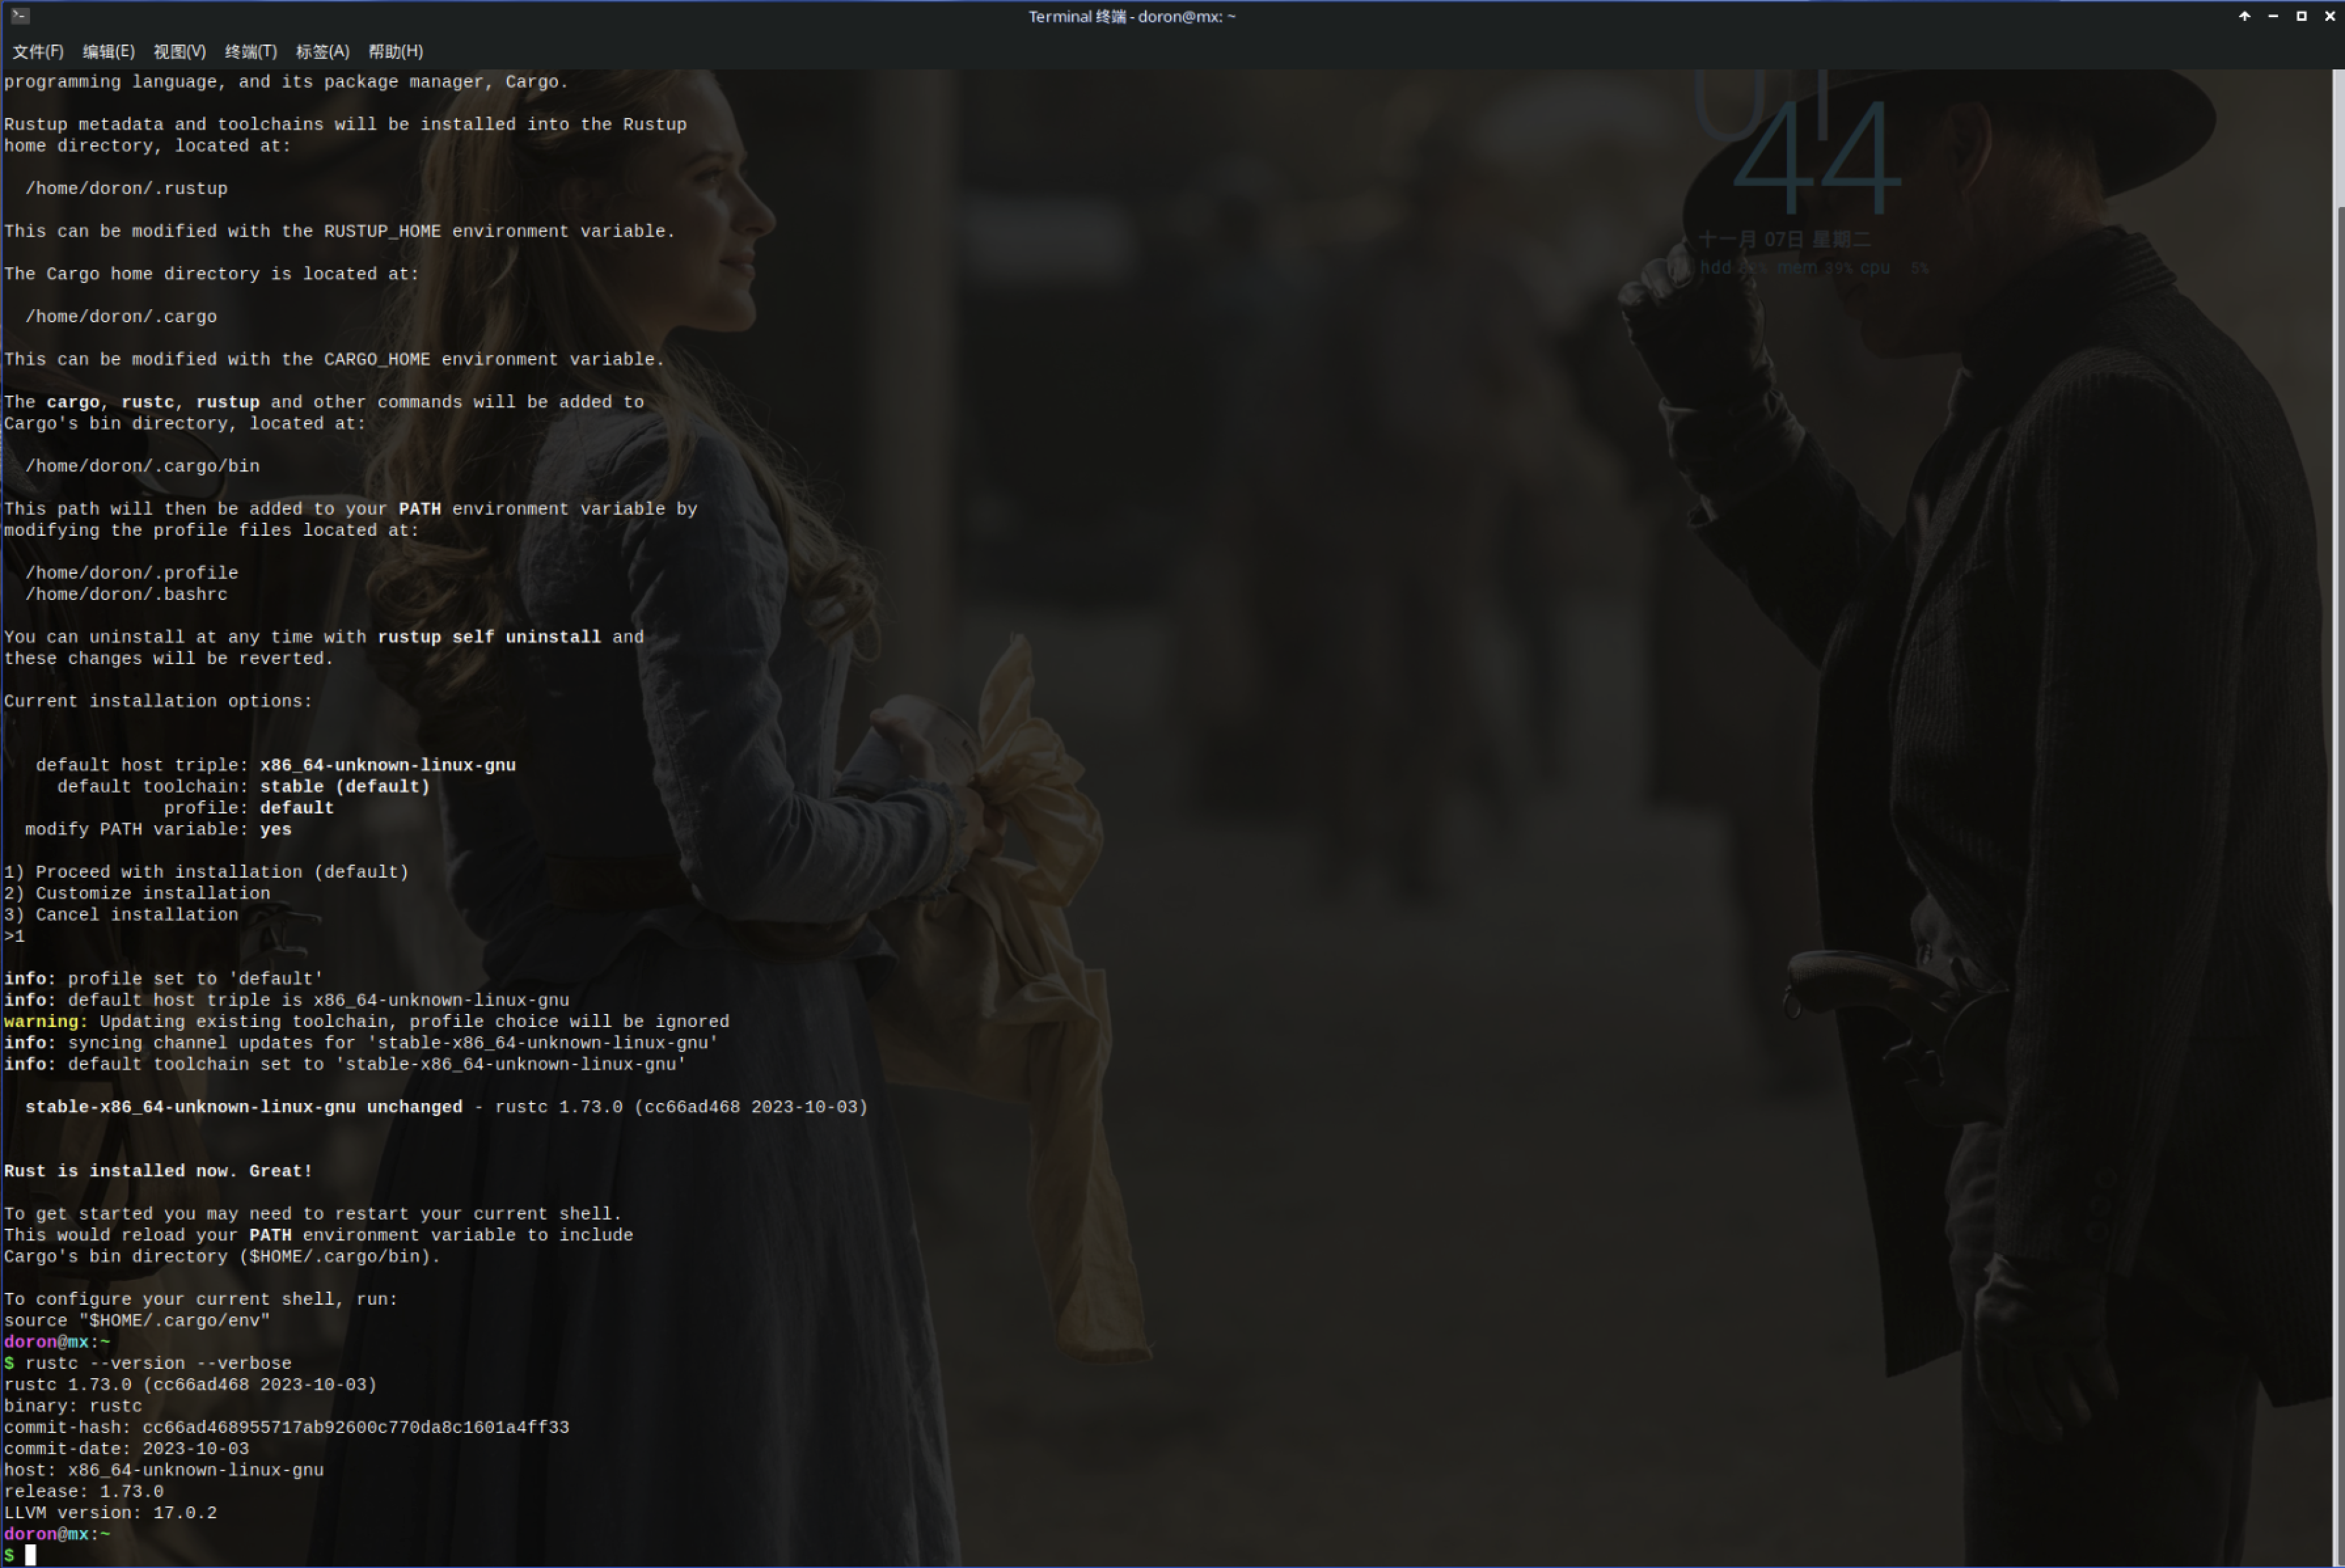 Terminal 终端 - doron@mx: ~
文件(F) 编辑(E) 视图(V) 终端(T) 标签(A) 帮助(H)
programming language, and its package manager, Cargo.
Rustup metadata and toolchains will be installed into the Rustup
home directory, located at:
/home/doron/.rustup
This can be modified with the RUSTUP_HOME environment variable.
The Cargo home directory is located at:
/home/doron/.cargo
This can be modified with the CARGO_HOME environment variable.
The cargo, rustc, rustup and other commands will be added to
Cargo's bin directory, located at:
/home/doron/.cargo/bin
This path will then be added to your PATH environment variable by
modifying the profile files located at:
/home/doron/.profile
/home/doron/.bashrc
You can uninstall at any time with rustup self uninstall and
these changes will be reverted.
Current installation options:
default host triple: x86_64-unknown-linux-gnu
default toolchain: stable (default)
profile: default
modify PATH variable: yes
1) Proceed with installation (default)
2) Customize installation
3) Cancel installation
>1
info: profile set to 'default'
info: default host triple is x86_64-unknown-linux-gnu
warning: Updating existing toolchain, profile choice will be ignored
info: syncing channel updates for 'stable-x86_64-unknown-linux-gnu'
info: default toolchain set to 'stable-x86_64-unknown-linux-gnu'
stable-x86_64-unknown-linux-gnu unchanged - rustc 1.73.0 (cc66ad468 2023-10-03)
Rust is installed now. Great!
To get started you may need to restart your current shell.
This would reload your PATH environment variable to include
Cargo's bin directory ($HOME/.cargo/bin).
To configure your current shell, run:
source "$HOME/.cargo/env"
doron@mx:~
$ rustc --version --verbose
rustc 1.73.0 (cc66ad468 2023-10-03)
binary: rustc
commit-hash: cc66ad468955717ab92600c770da8c1601a4ff33
commit-date: 2023-10-03
host: x86_64-unknown-linux-gnu
release: 1.73.0
LLVM version: 17.0.2
doron@mx:~
$
44
十一月 07日 星期二
hdd mem 39% cpu 5%